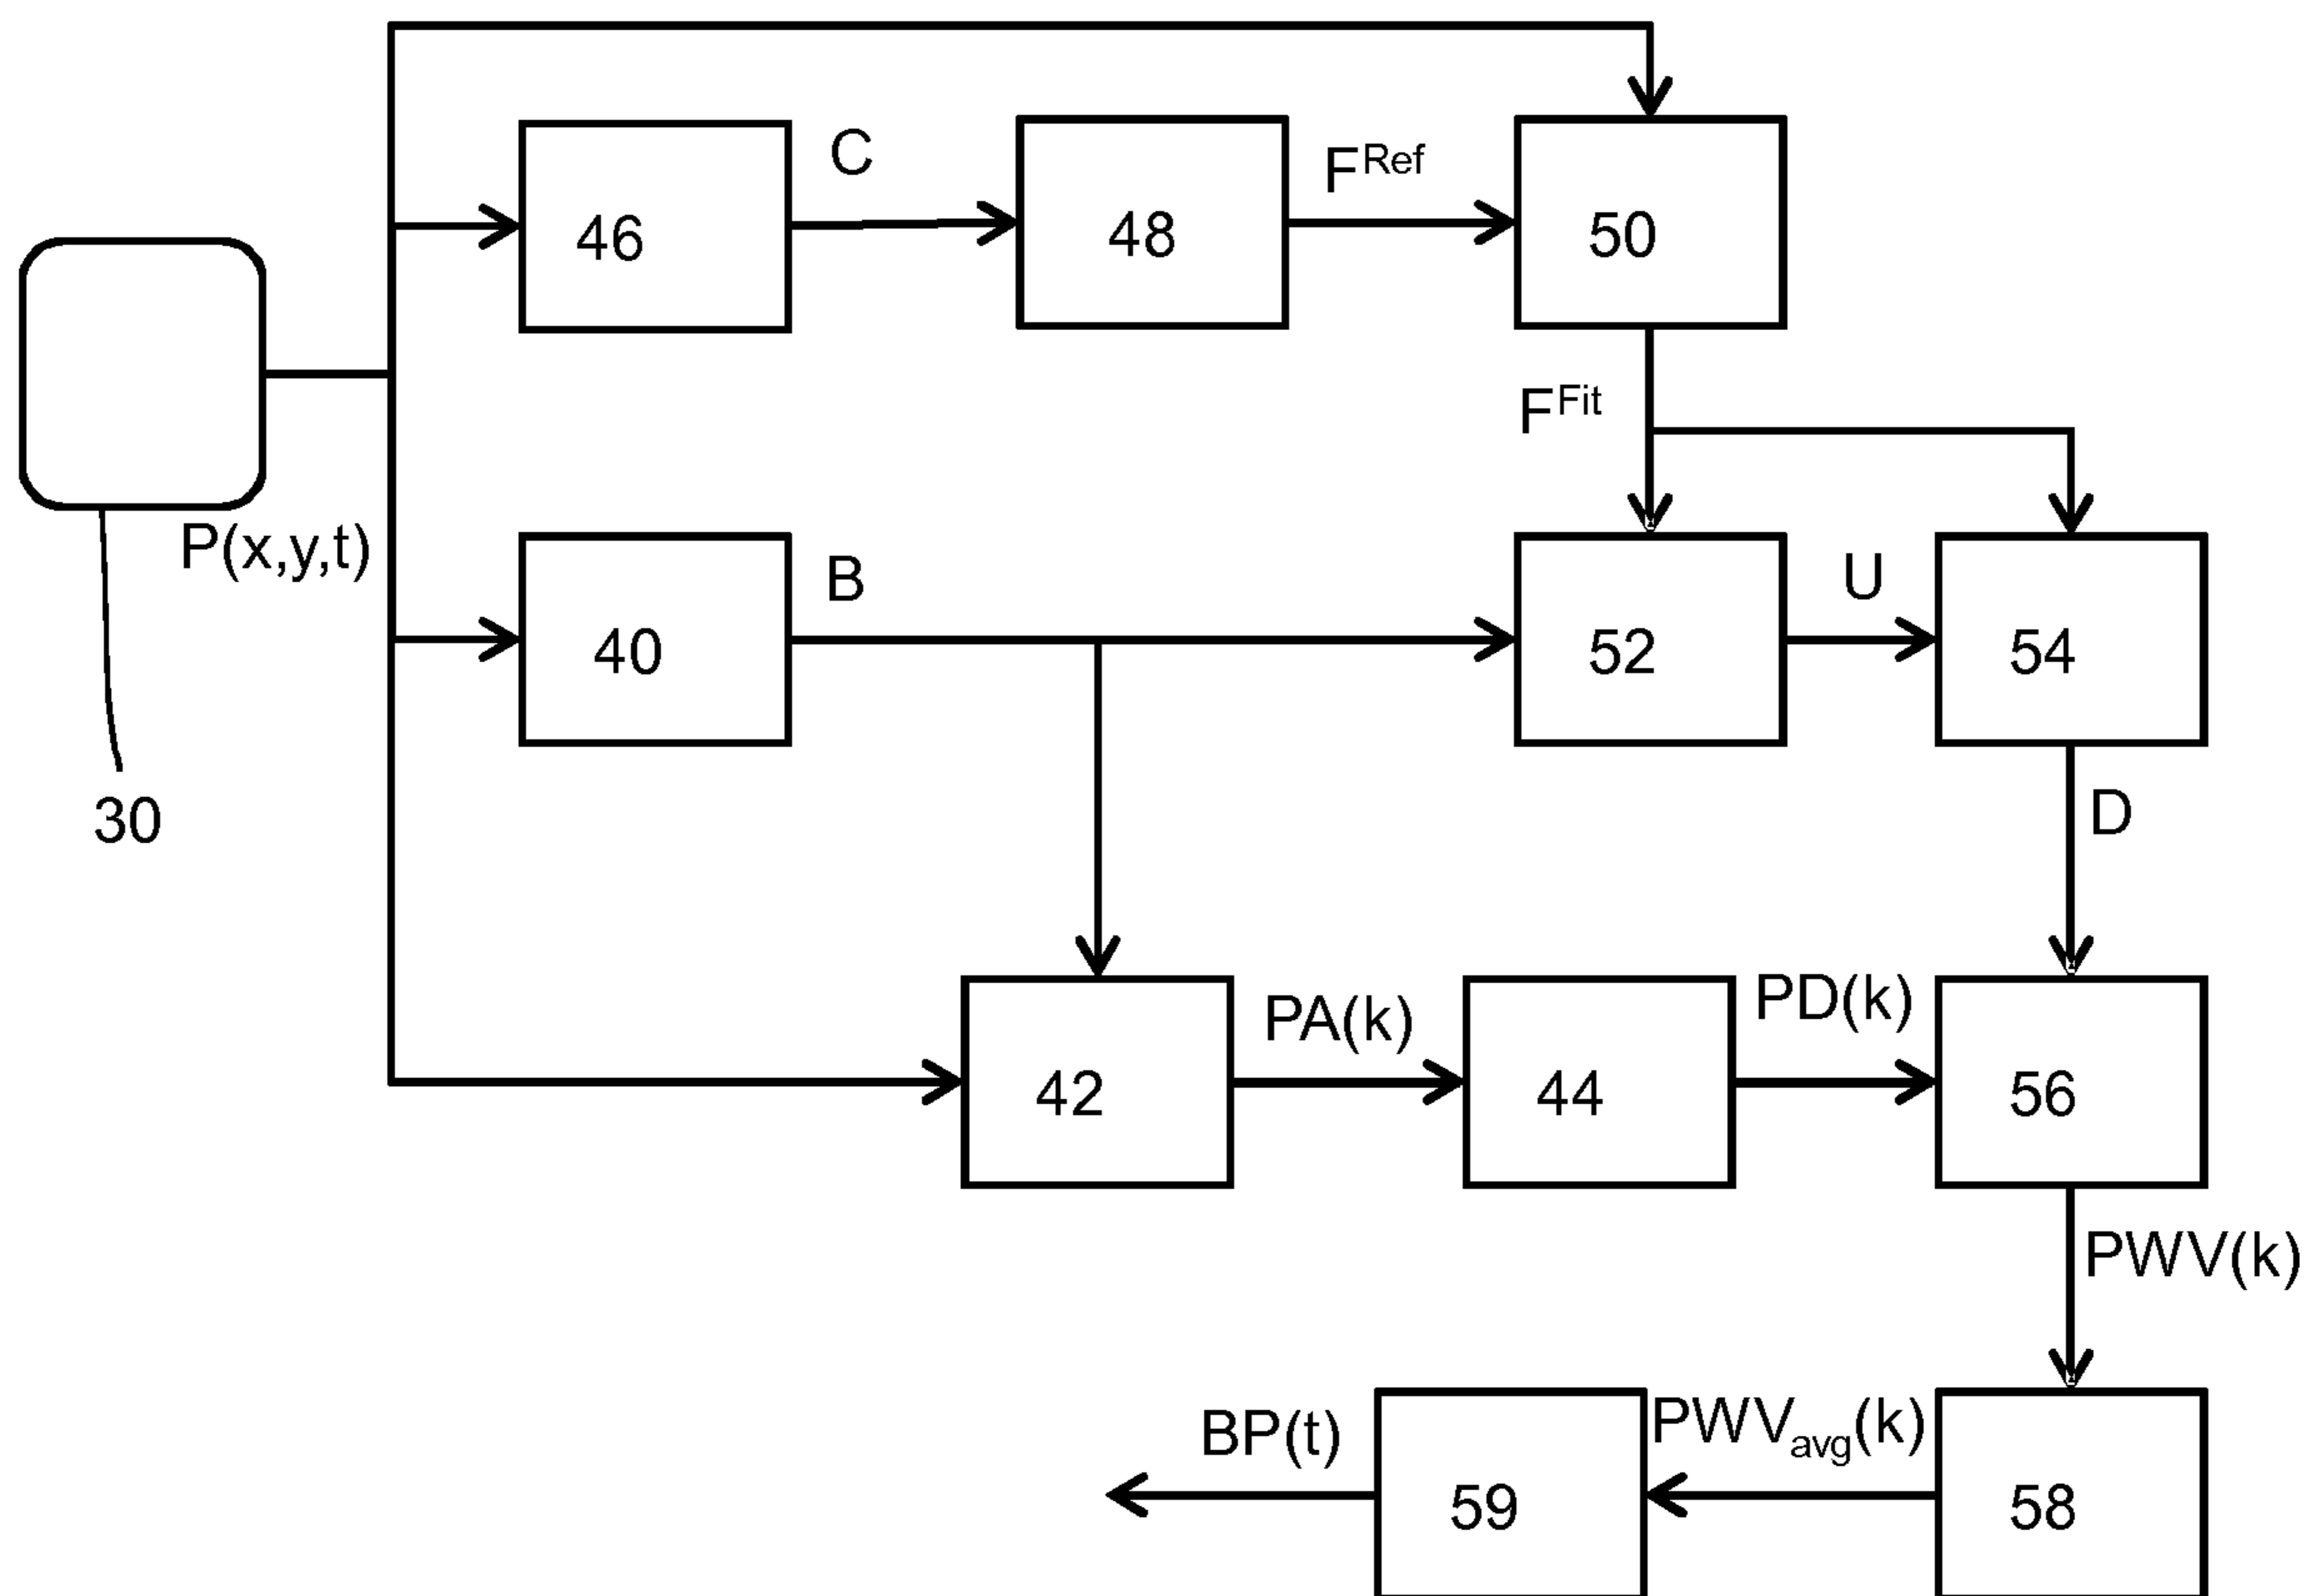 C
F^Ref
46
48
50
F^Fit
P(x,y,t)
B
U
40
52
54
30
D
PA(k)
PD(k)
42
44
56
PWV(k)
BP(t)
PWV_avg(k)
59
58